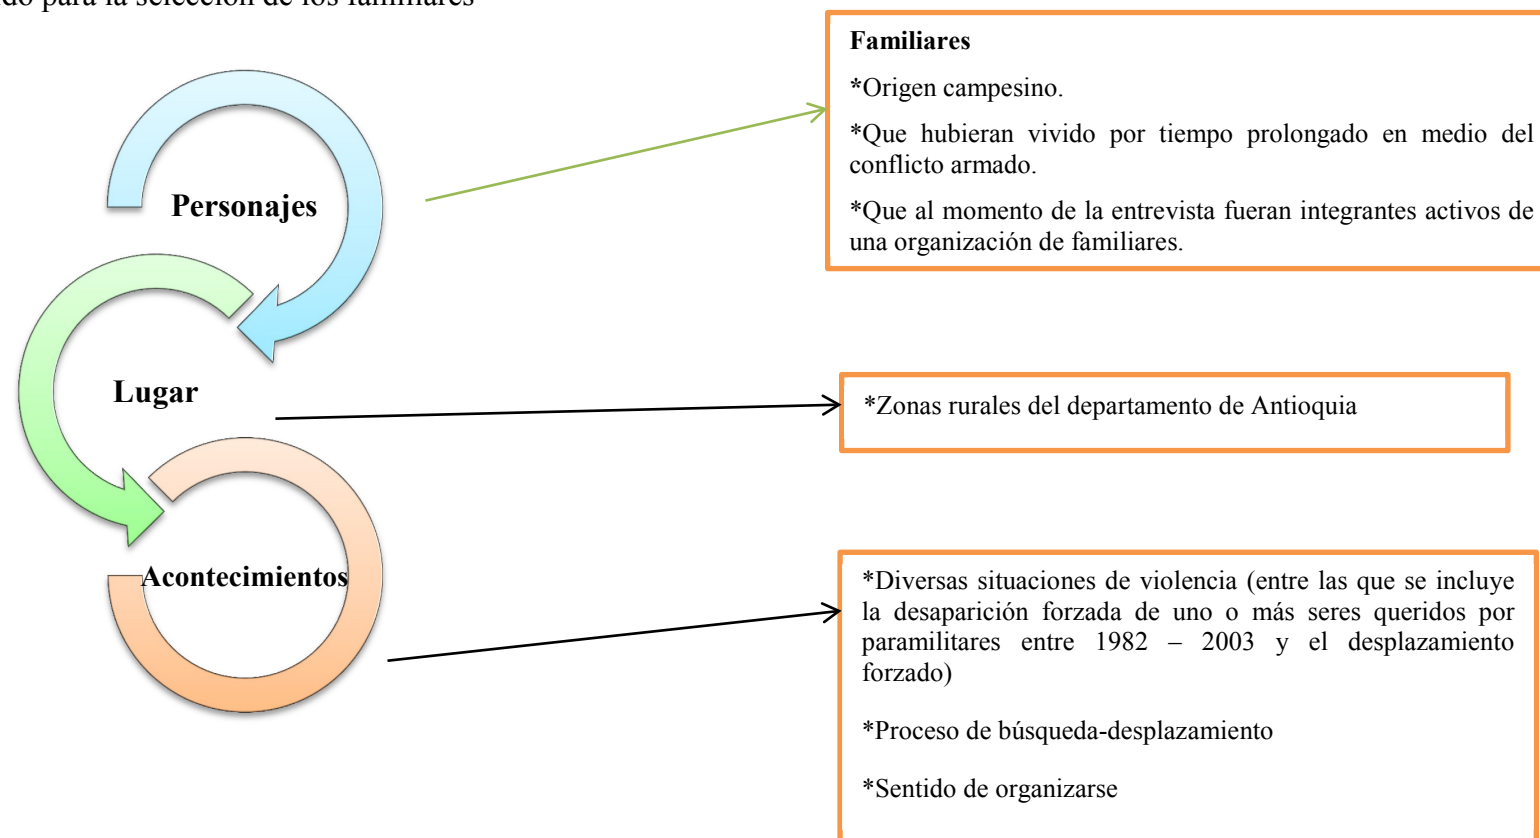 do para la selección de los familiares
Personajes
Familiares
*Origen campesino.
*Que hubieran vivido por tiempo prolongado en medio del
conflicto armado.
*Que al momento de la entrevista fueran integrantes activos de
una organización de familiares.
Lugar
*Zonas rurales del departamento de Antioquia
Acontecimientos
*Diversas situaciones de violencia (entre las que se incluye
la desaparición forzada de uno o más seres queridos por
paramilitares entre 1982 – 2003 y el desplazamiento
forzado)
*Proceso de búsqueda-desplazamiento
*Sentido de organizarse